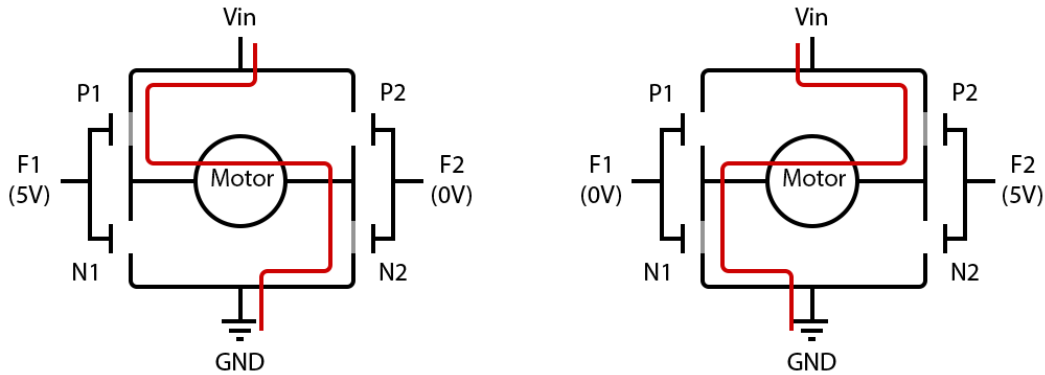 Vin
P1
P2
F1
(5V)
Motor
F2
(0V)
N1
N2
GND
Vin
P1
P2
F1
(0V)
Motor
F2
(5V)
N1
N2
GND